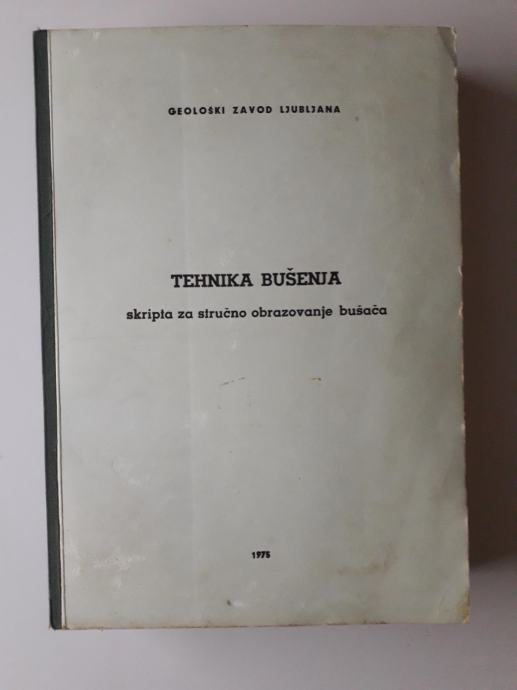 GEOLOŠKI ZAVOD LJUBLJANA
TEHNIKA BUŠENJA
skripta za stručno obrazovanje bušača
1975